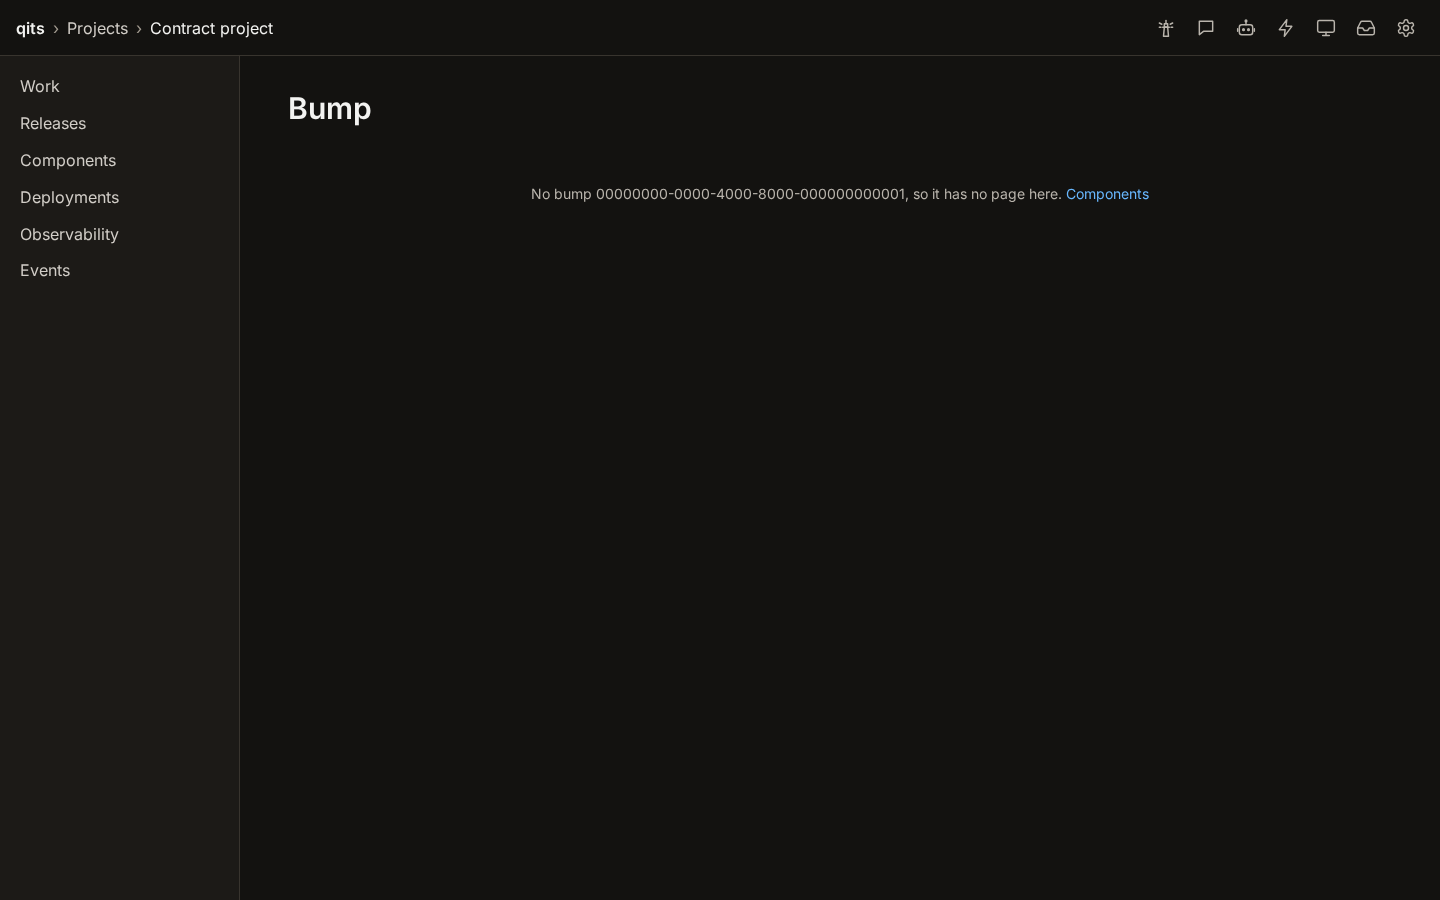 qits › Projects › Contract project
Work
Releases
Components
Deployments
Observability
Events
Bump
No bump 00000000-0000-4000-8000-000000000001, so it has no page here. Components